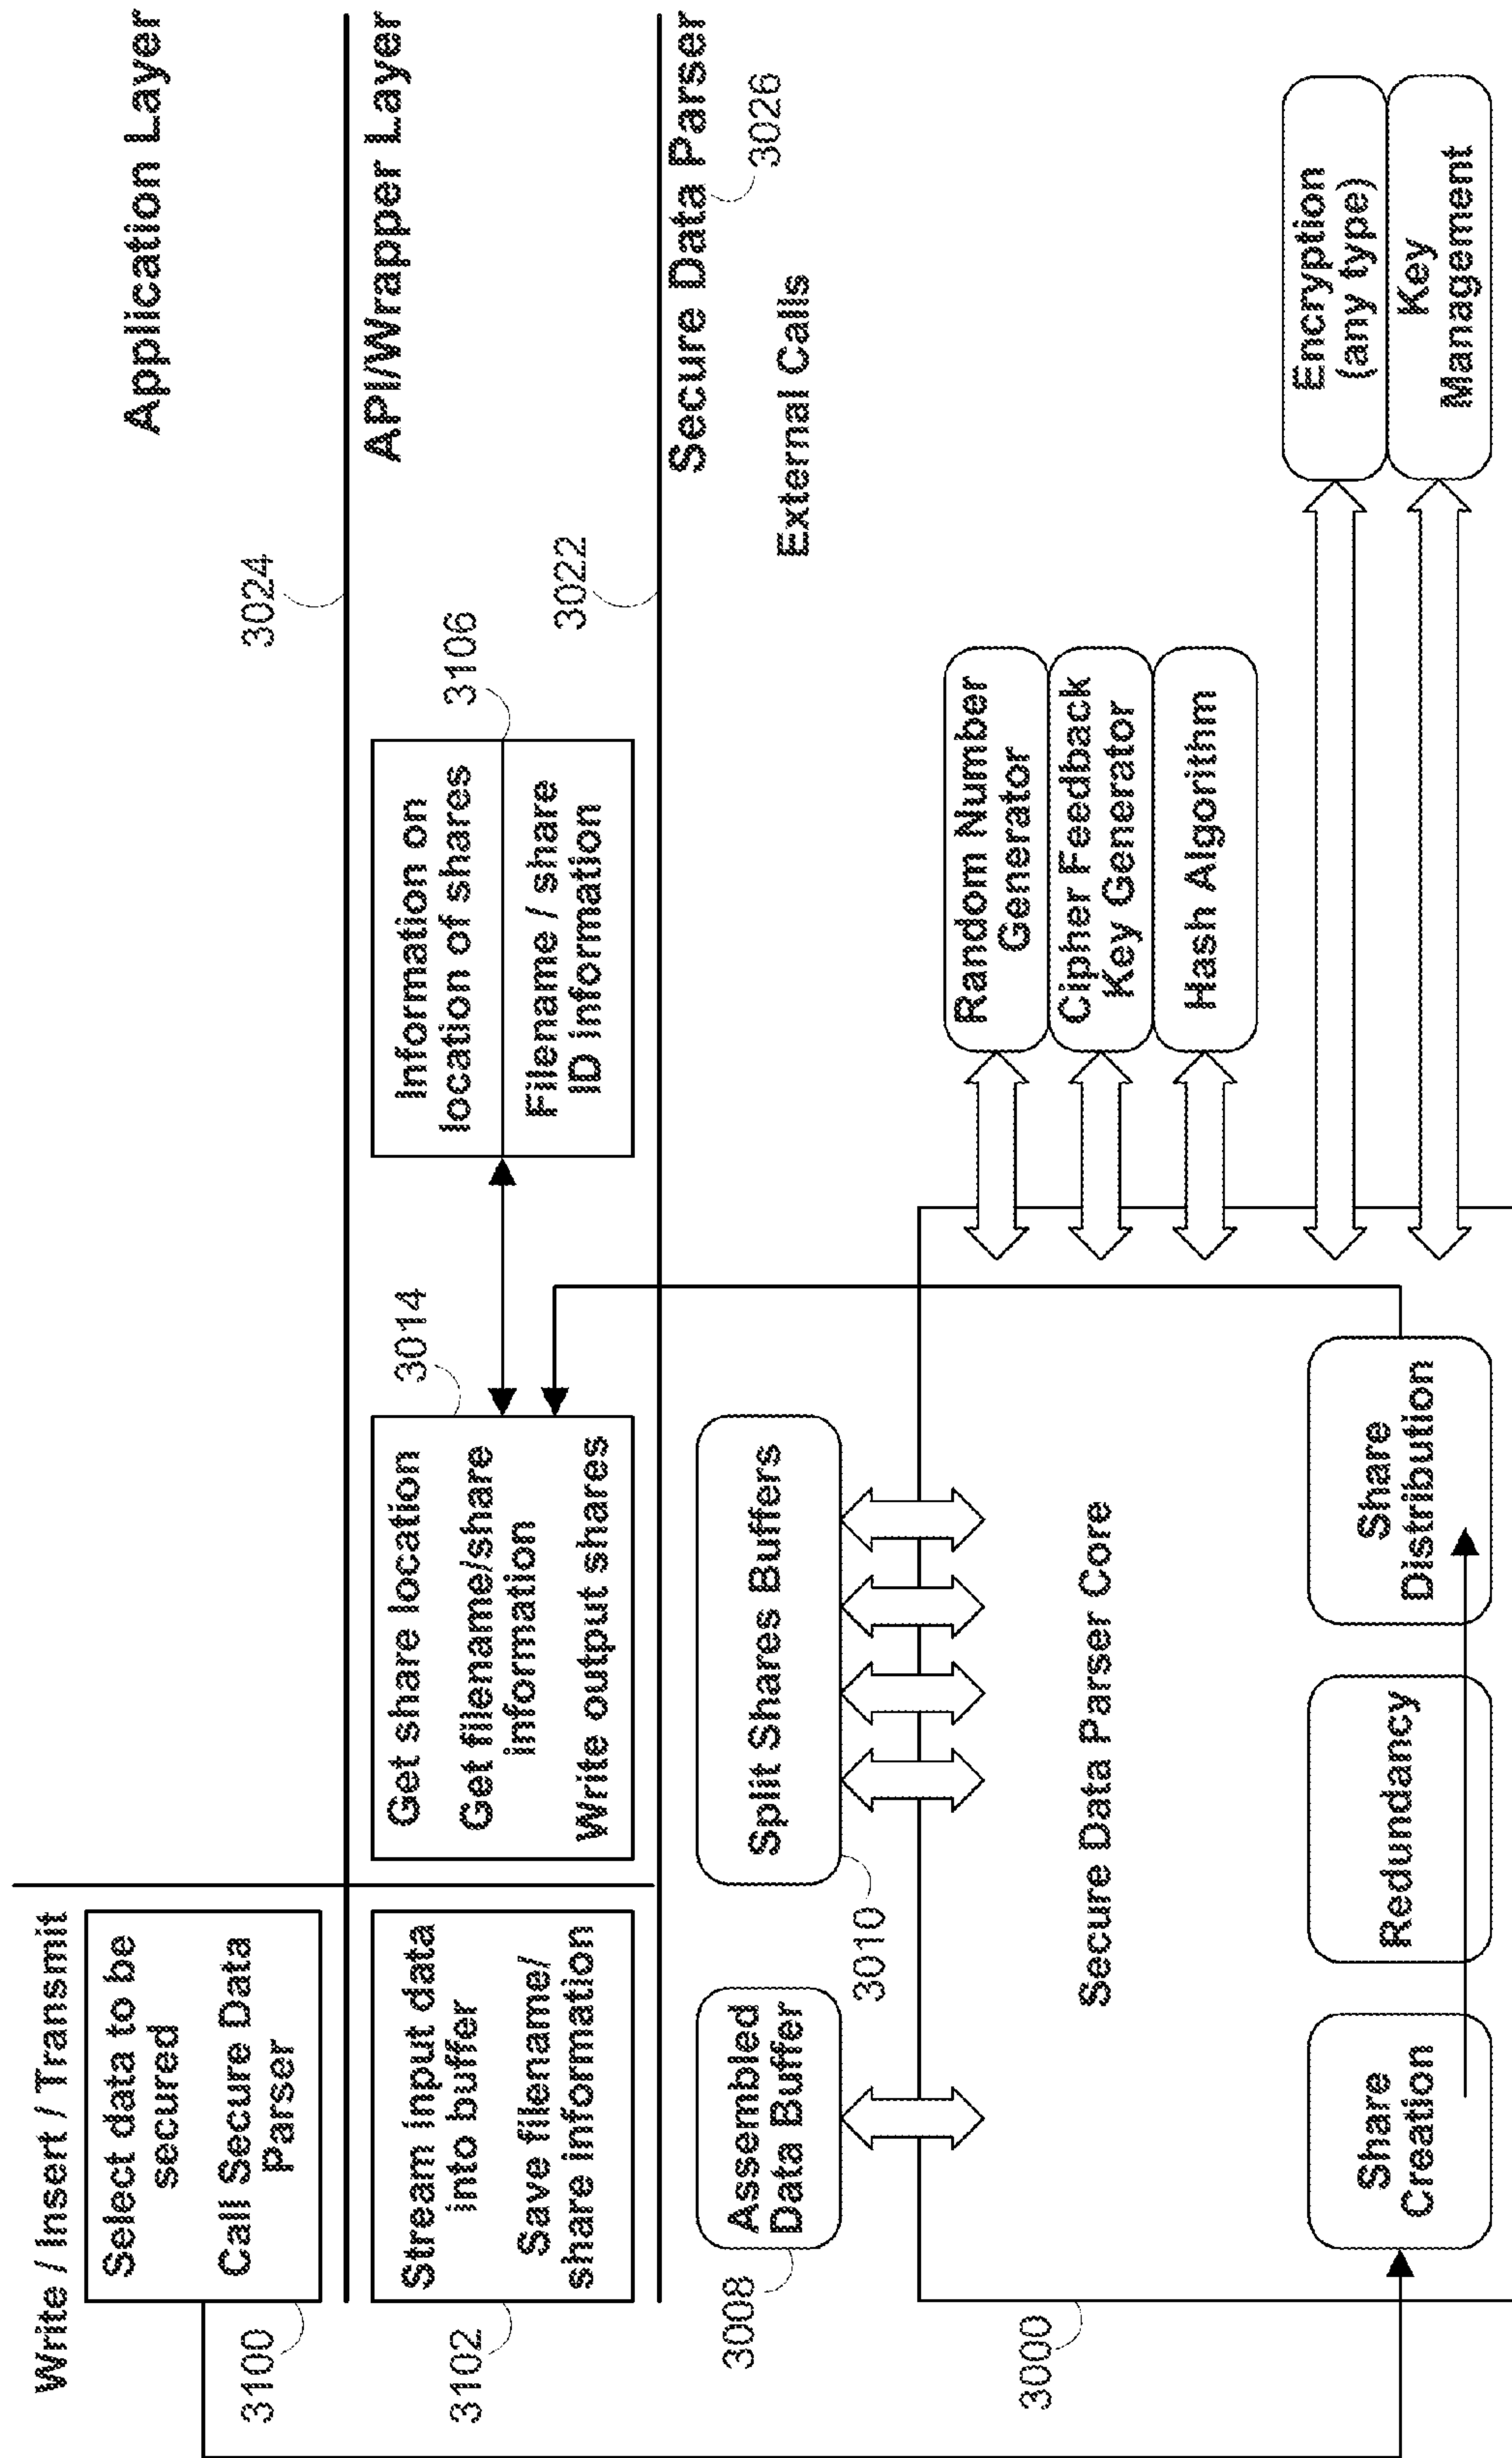 Write / Insert / Transmit
Application Layer
Select data to be
secured
Call Secure Data
Parser
3100
3024
API/Wrapper Layer
Stream input data
into buffer
Save filename/
share information
3102
Get share location
Get filename/share
information
Write output shares
3014
Information on
location of shares
Filename / share
ID information
3106
3022
Secure Data Parser
3026
External Calls
Assembled
Data Buffer
3008
Split Shares Buffers
3010
3000
Secure Data Parser Core
Random Number
Generator
Cipher Feedback
Key Generator
Hash Algorithm
Share
Creation
Redundancy
Share
Distribution
Encryption
(any type)
Key
Management